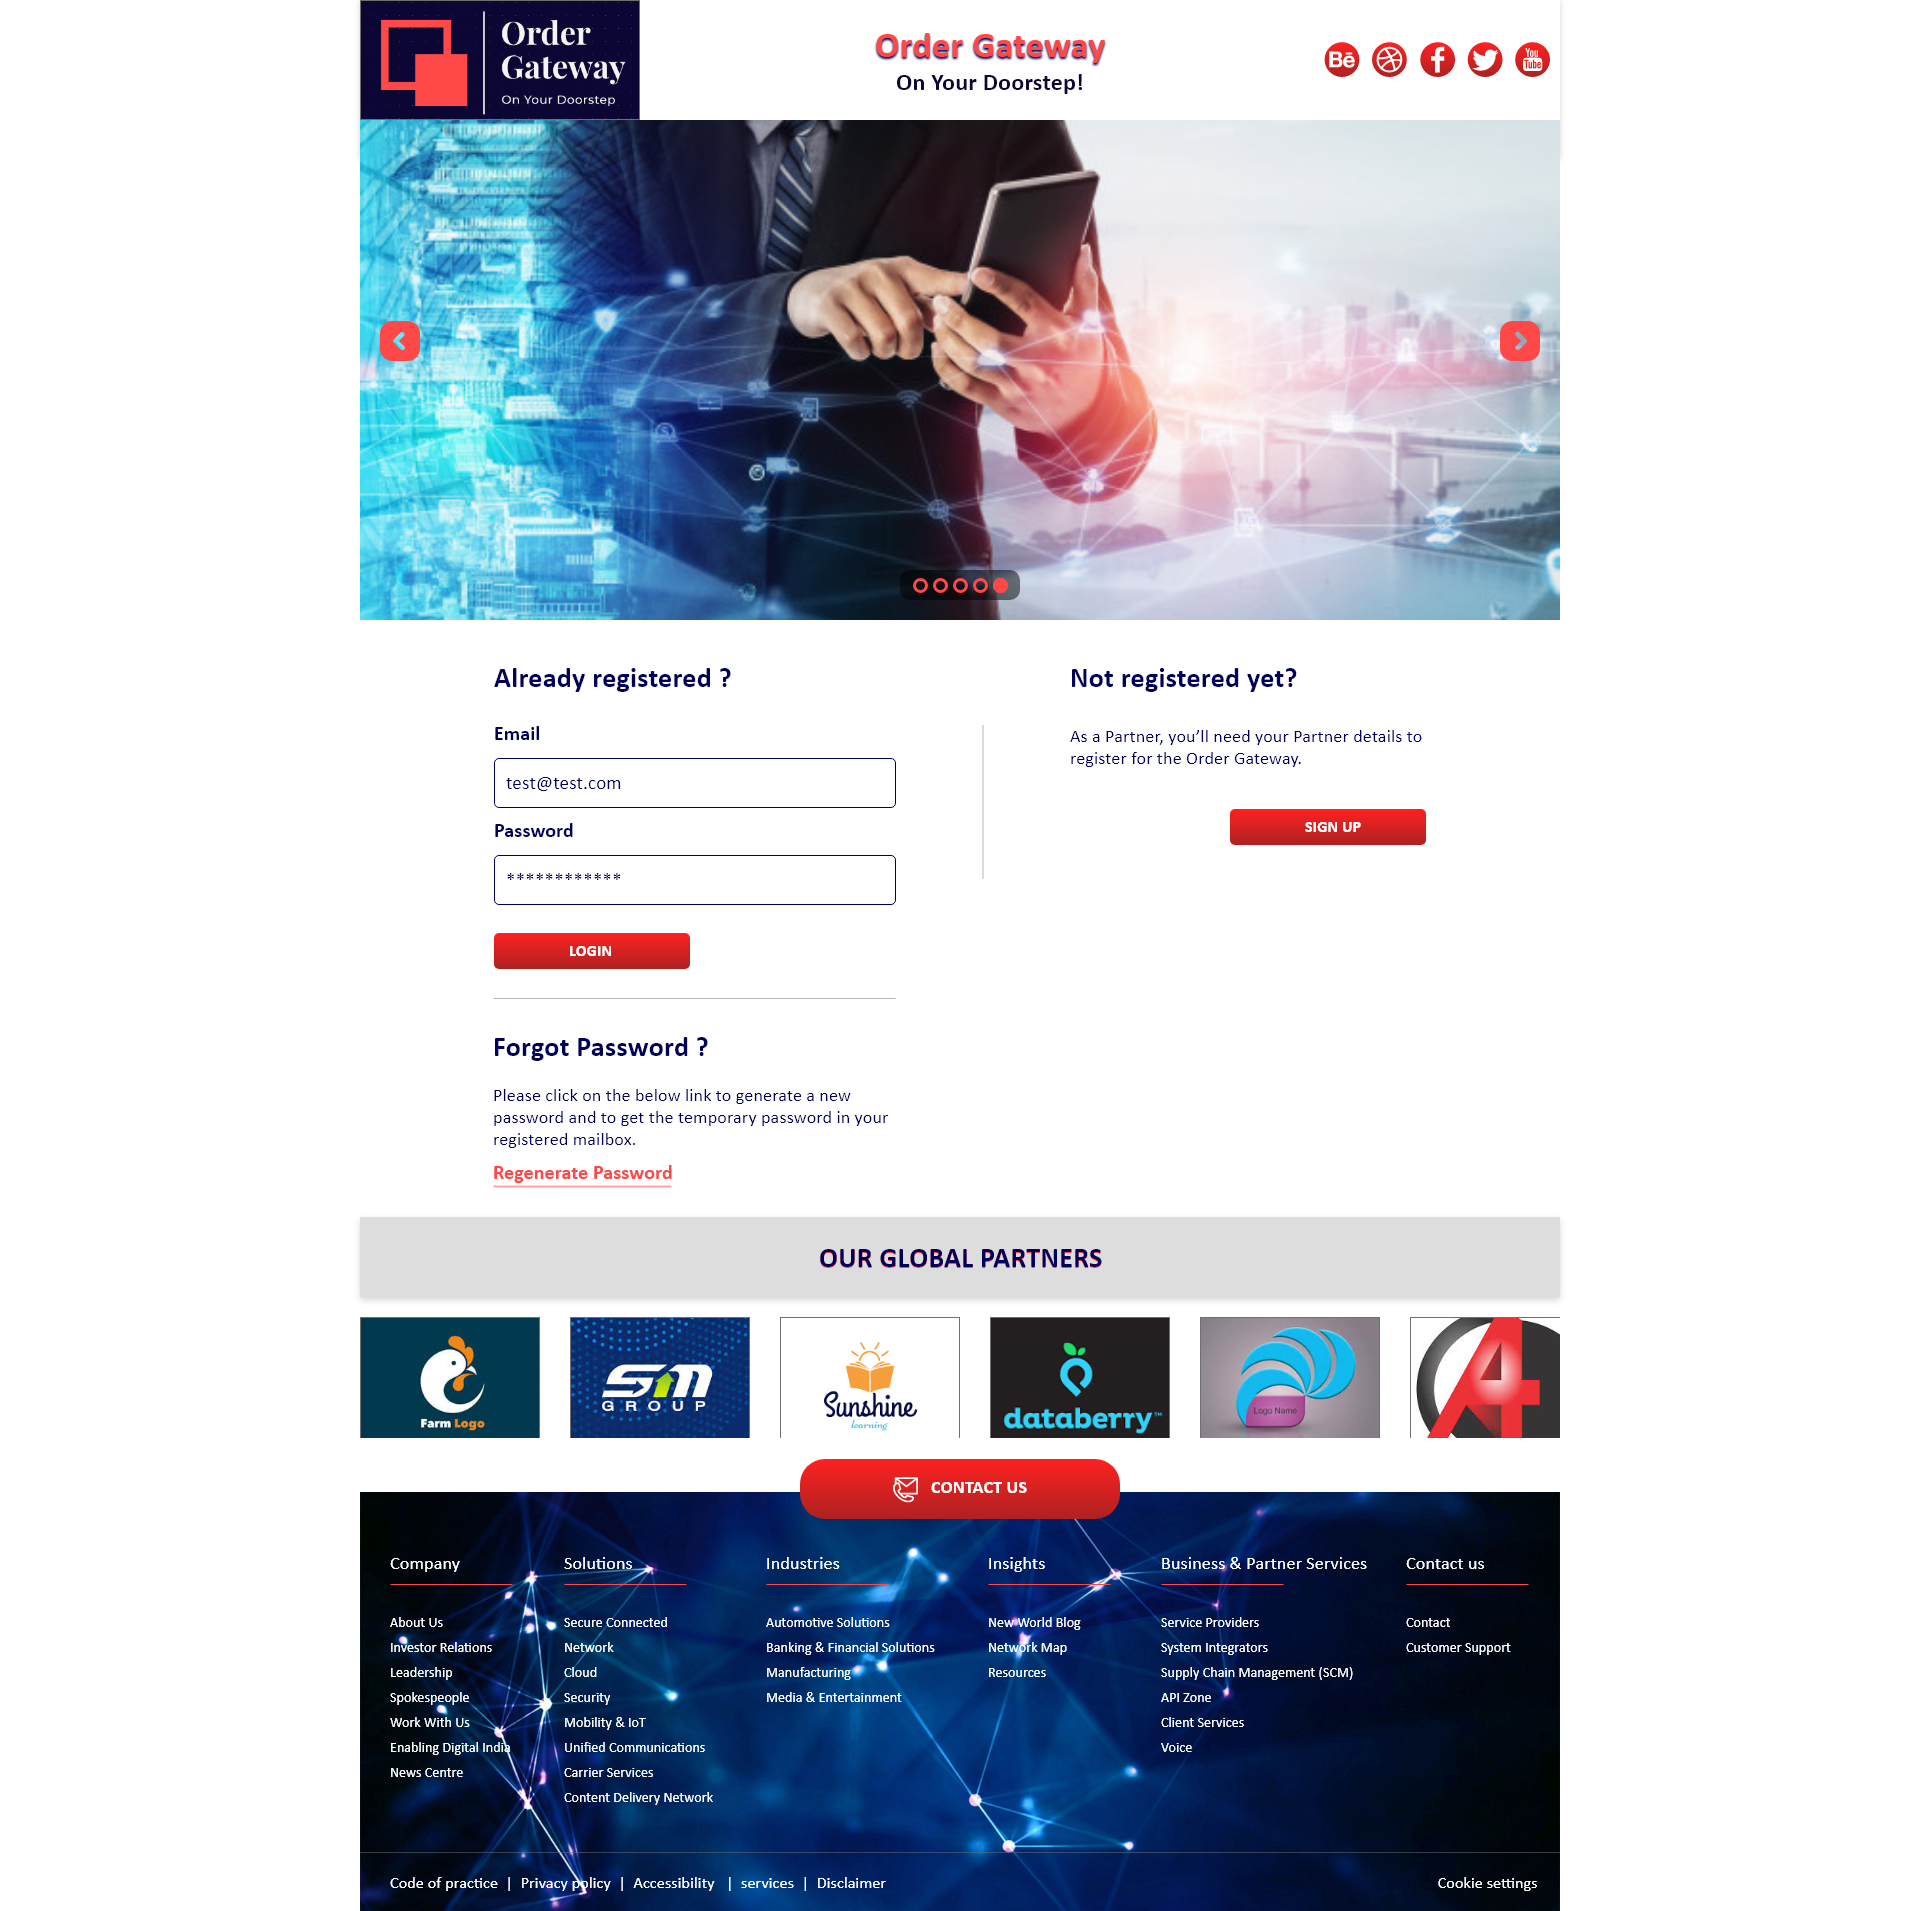 Order
Gateway
On Your Doorstep
Order Gateway
On Your Doorstep!
Bē
You
Tube
Already registered ?
Email
test@test.com
Password
************
LOGIN
Not registered yet?
As a Partner, you’ll need your Partner details to
register for the Order Gateway.
SIGN UP
Forgot Password ?
Please click on the below link to generate a new
password and to get the temporary password in your
registered mailbox.
Regenerate Password
OUR GLOBAL PARTNERS
Farm Logo
SM
GROUP
Sunshine
learning
databerry™
Logo Name
A
CONTACT US
Company
About Us
Investor Relations
Leadership
Spokespeople
Work With Us
Enabling Digital India
News Centre
Solutions
Secure Connected
Network
Cloud
Security
Mobility & IoT
Unified Communications
Carrier Services
Content Delivery Network
Industries
Automotive Solutions
Banking & Financial Solutions
Manufacturing
Media & Entertainment
Insights
New World Blog
Network Map
Resources
Business & Partner Services
Service Providers
System Integrators
Supply Chain Management (SCM)
API Zone
Client Services
Voice
Contact us
Contact
Customer Support
Code of practice | Privacy policy | Accessibility | services | Disclaimer
Cookie settings